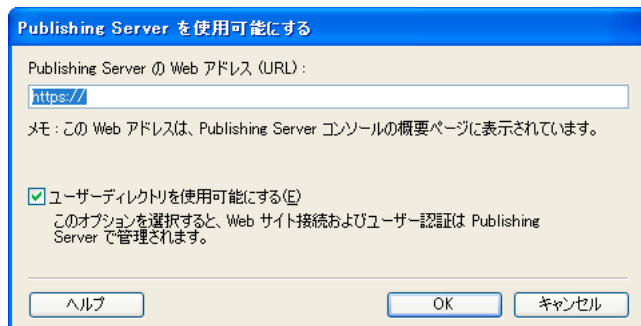 Publishing Server を使用可能にする
Publishing Server の Web アドレス (URL) :
https://
メモ : この Web アドレスは、Publishing Server コンソールの概要ページに表示されています。
ユーザーディレクトリを使用可能にする(E)
このオプションを選択すると、Web サイト接続およびユーザー認証は Publishing
Server で管理されます。
ヘルプ
OK
キャンセル